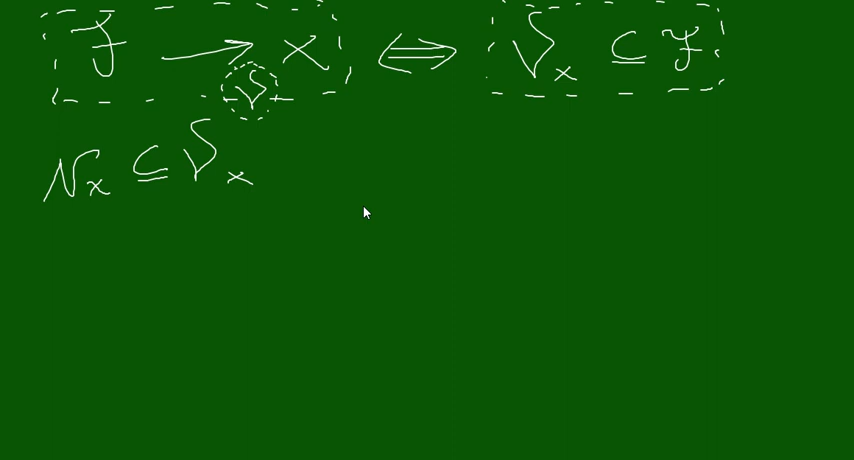 ℱ → x ⇔ 𝒱ₓ ⊆ ℱ
𝒱
𝒩ₓ ⊆ 𝒱ₓ